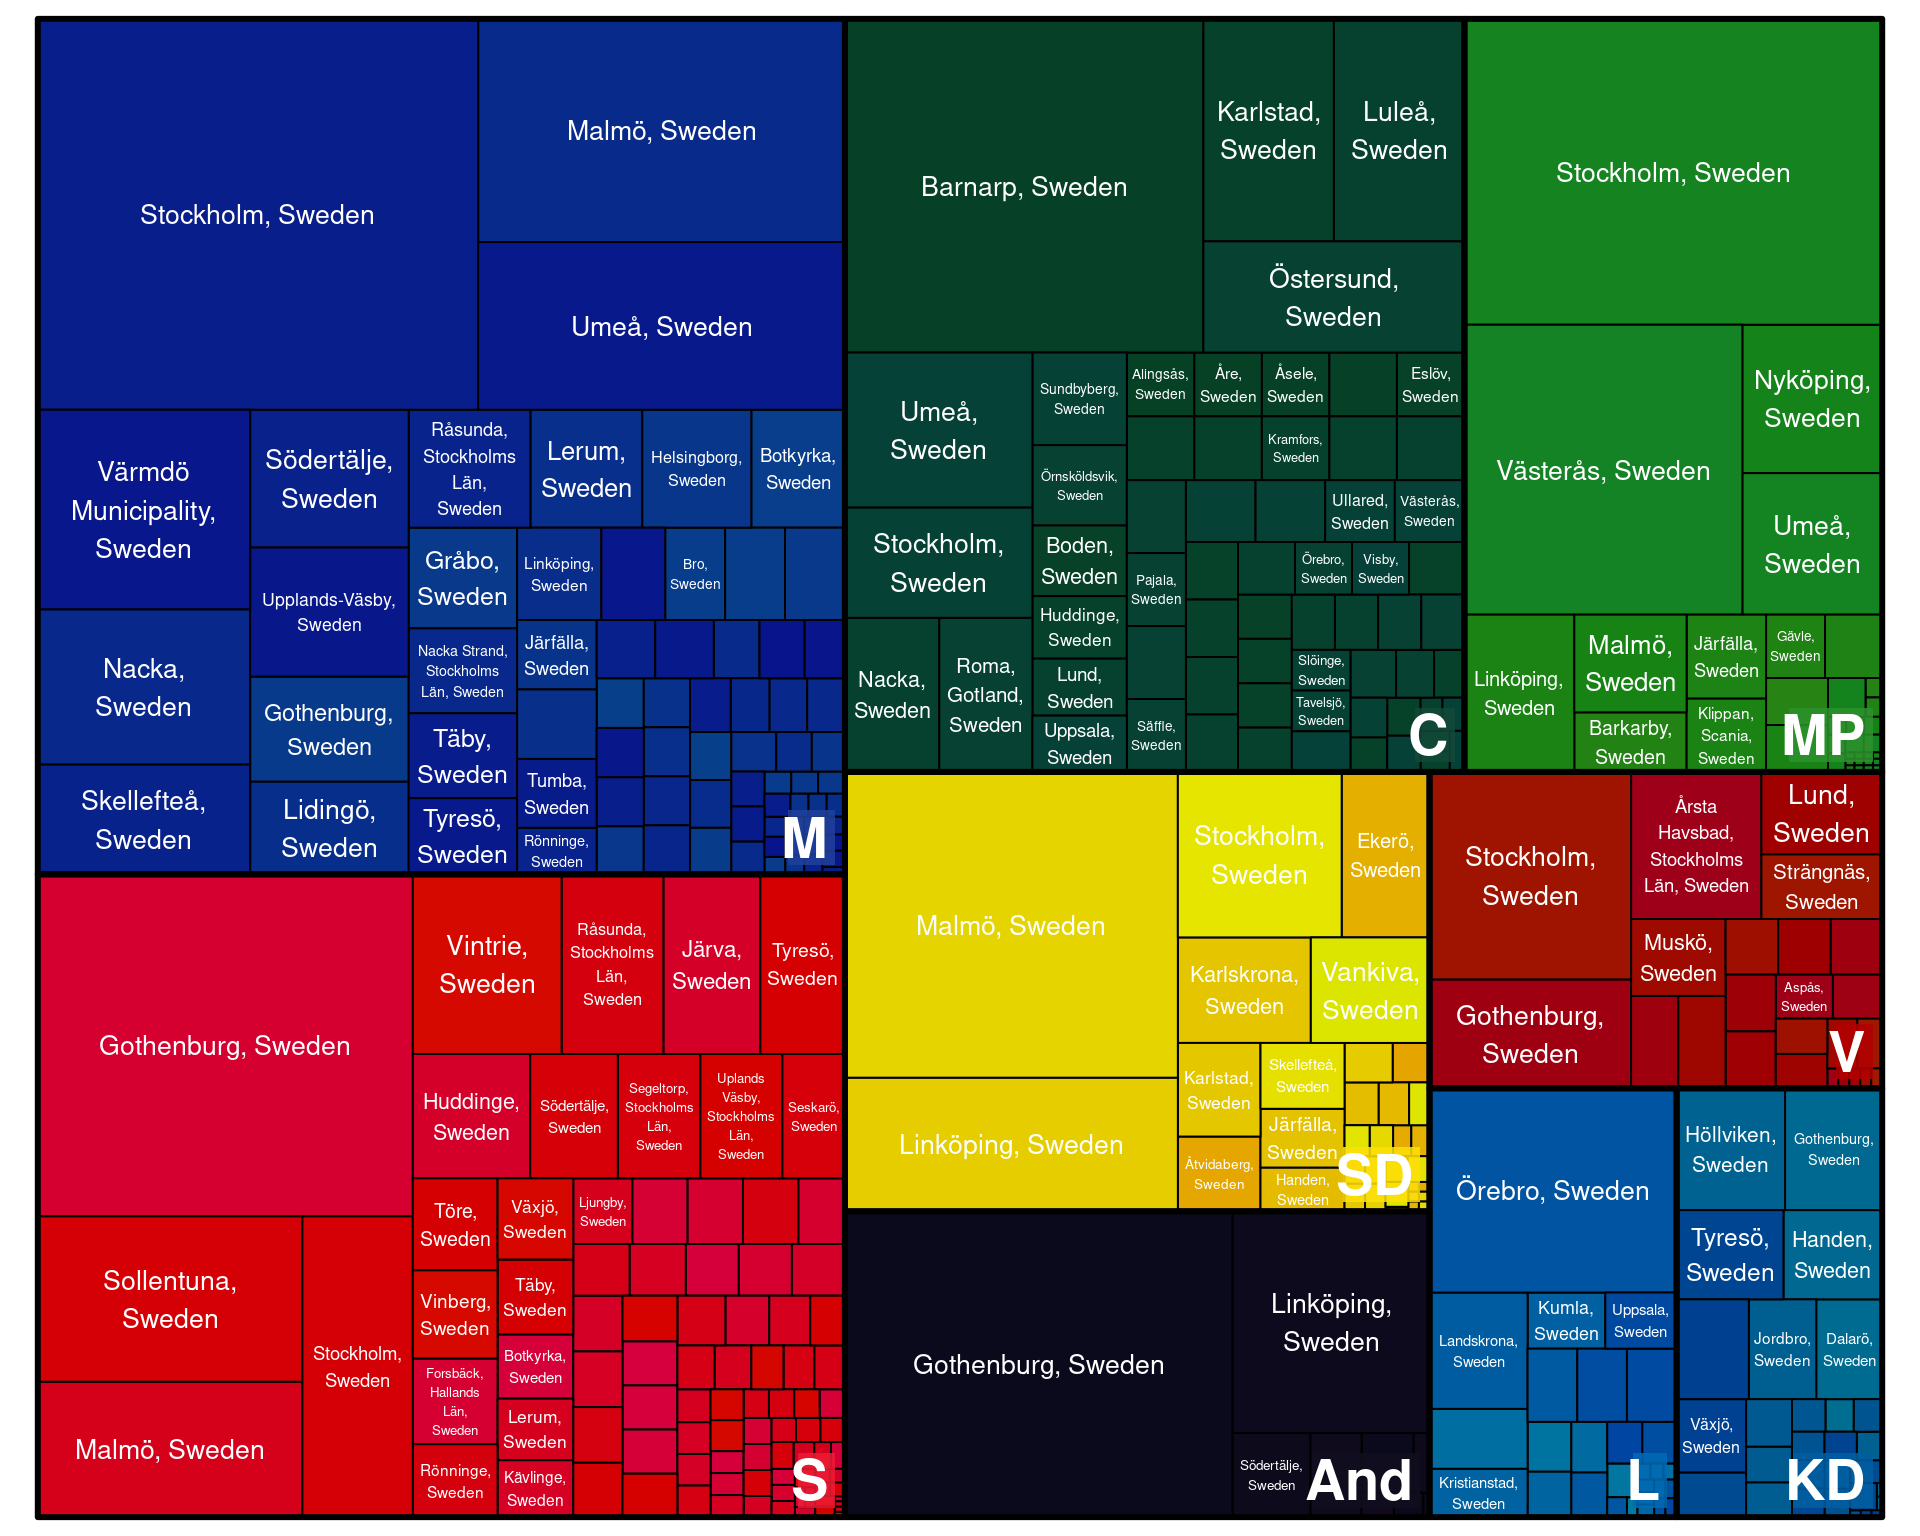 Stockholm, Sweden
Malmö, Sweden
Umeå, Sweden
Värmdö
Municipality,
Sweden
Nacka,
Sweden
Skellefteå,
Sweden
Södertälje,
Sweden
Upplands-Väsby,
Sweden
Gothenburg,
Sweden
Lidingö,
Sweden
Råsunda,
Stockholms
Län,
Sweden
Lerum,
Sweden
Helsingborg,
Sweden
Botkyrka,
Sweden
Gråbo,
Sweden
Nacka Strand,
Stockholms
Län, Sweden
Täby,
Sweden
Tyresö,
Sweden
Linköping,
Sweden
Bro,
Sweden
Järfälla,
Sweden
Tumba,
Sweden
Rönninge,
Sweden
M
Barnarp, Sweden
Karlstad,
Sweden
Luleå,
Sweden
Östersund,
Sweden
Umeå,
Sweden
Stockholm,
Sweden
Nacka,
Sweden
Roma,
Gotland,
Sweden
Sundbyberg,
Sweden
Örnsköldsvik,
Sweden
Boden,
Sweden
Huddinge,
Sweden
Lund,
Sweden
Uppsala,
Sweden
Alingsås,
Sweden
Åre,
Sweden
Åsele,
Sweden
Eslöv,
Sweden
Kramfors,
Sweden
Ullared,
Sweden
Västerås,
Sweden
Pajala,
Sweden
Örebro,
Sweden
Visby,
Sweden
Slöinge,
Sweden
Tavelsjö,
Sweden
Säffle,
Sweden
C
Stockholm, Sweden
Västerås, Sweden
Nyköping,
Sweden
Umeå,
Sweden
Linköping,
Sweden
Malmö,
Sweden
Barkarby,
Sweden
Järfälla,
Sweden
Klippan,
Scania,
Sweden
Gävle,
Sweden
MP
Gothenburg, Sweden
Sollentuna,
Sweden
Malmö, Sweden
Stockholm,
Sweden
Vintrie,
Sweden
Råsunda,
Stockholms
Län,
Sweden
Järva,
Sweden
Tyresö,
Sweden
Huddinge,
Sweden
Södertälje,
Sweden
Segeltorp,
Stockholms
Län,
Sweden
Uplands
Väsby,
Stockholms
Län,
Sweden
Seskarö,
Sweden
Töre,
Sweden
Vinberg,
Sweden
Forsbäck,
Hallands
Län,
Sweden
Rönninge,
Sweden
Växjö,
Sweden
Täby,
Sweden
Botkyrka,
Sweden
Lerum,
Sweden
Kävlinge,
Sweden
Ljungby,
Sweden
S
Malmö, Sweden
Linköping, Sweden
Stockholm,
Sweden
Ekerö,
Sweden
Karlskrona,
Sweden
Vankiva,
Sweden
Karlstad,
Sweden
Åtvidaberg,
Sweden
Skellefteå,
Sweden
Järfälla,
Sweden
Handen,
Sweden
SD
Gothenburg, Sweden
Linköping,
Sweden
Södertälje,
Sweden
And
Stockholm,
Sweden
Gothenburg,
Sweden
Årsta
Havsbad,
Stockholms
Län, Sweden
Lund,
Sweden
Strängnäs,
Sweden
Muskö,
Sweden
Aspås,
Sweden
V
Örebro, Sweden
Landskrona,
Sweden
Kristianstad,
Sweden
Kumla,
Sweden
Uppsala,
Sweden
L
Höllviken,
Sweden
Gothenburg,
Sweden
Tyresö,
Sweden
Handen,
Sweden
Jordbro,
Sweden
Dalarö,
Sweden
Växjö,
Sweden
KD